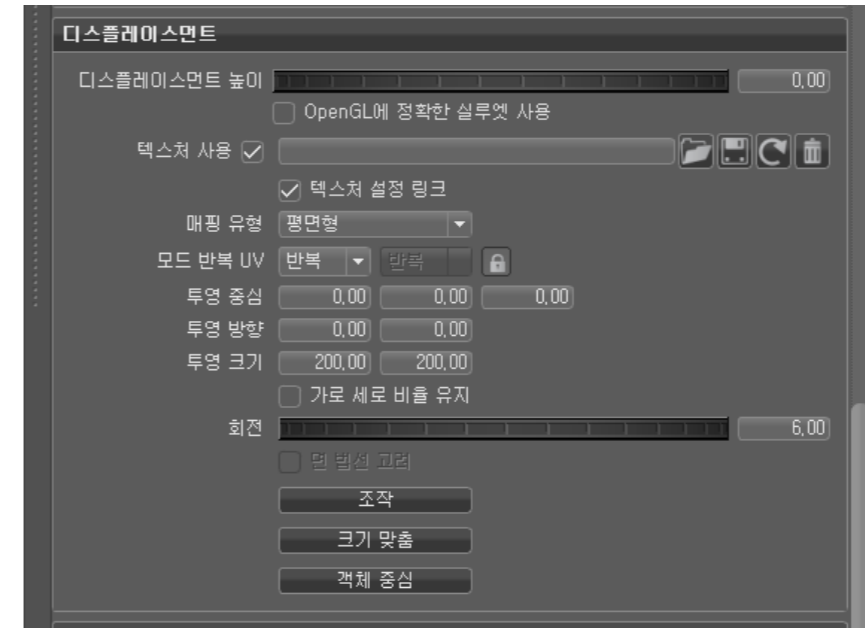 디스플레이스먼트
디스플레이스먼트 높이 0,00
OpenGL에 정확한 실루엣 사용
텍스처 사용
텍스처 설정 링크
매핑 유형 평면형
모드 반복 UV 반복 반복
투영 중심 0,00 0,00 0,00
투영 방향 0,00 0,00
투영 크기 200,00 200,00
가로 세로 비율 유지
회전 6,00
면 법선 고려
조작
크기 맞춤
객체 중심